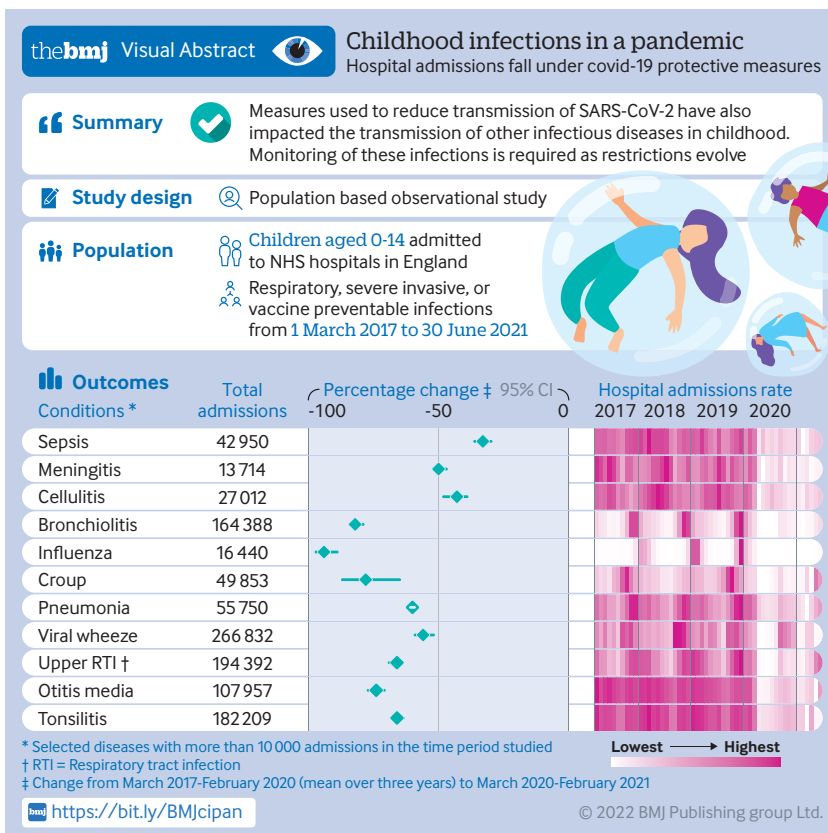 thebmj Visual Abstract
Childhood infections in a pandemic
Hospital admissions fall under covid-19 protective measures
Summary
Measures used to reduce transmission of SARS-CoV-2 have also
impacted the transmission of other infectious diseases in childhood.
Monitoring of these infections is required as restrictions evolve
Study design
Population based observational study
Population
Children aged 0-14 admitted
to NHS hospitals in England
Respiratory, severe invasive, or
vaccine preventable infections
from 1 March 2017 to 30 June 2021
Outcomes
Conditions *
Total
admissions
Percentage change ‡ 95% CI
-100 -50 0
Hospital admissions rate
2017 2018 2019 2020
Sepsis 42 950
Meningitis 13 714
Cellulitis 27 012
Bronchiolitis 164 388
Influenza 16 440
Croup 49 853
Pneumonia 55 750
Viral wheeze 266 832
Upper RTI † 194 392
Otitis media 107 957
Tonsilitis 182 209
* Selected diseases with more than 10 000 admissions in the time period studied
† RTI = Respiratory tract infection
‡ Change from March 2017-February 2020 (mean over three years) to March 2020-February 2021
Lowest Highest
bmj https://bit.ly/BMJcipan
© 2022 BMJ Publishing group Ltd.